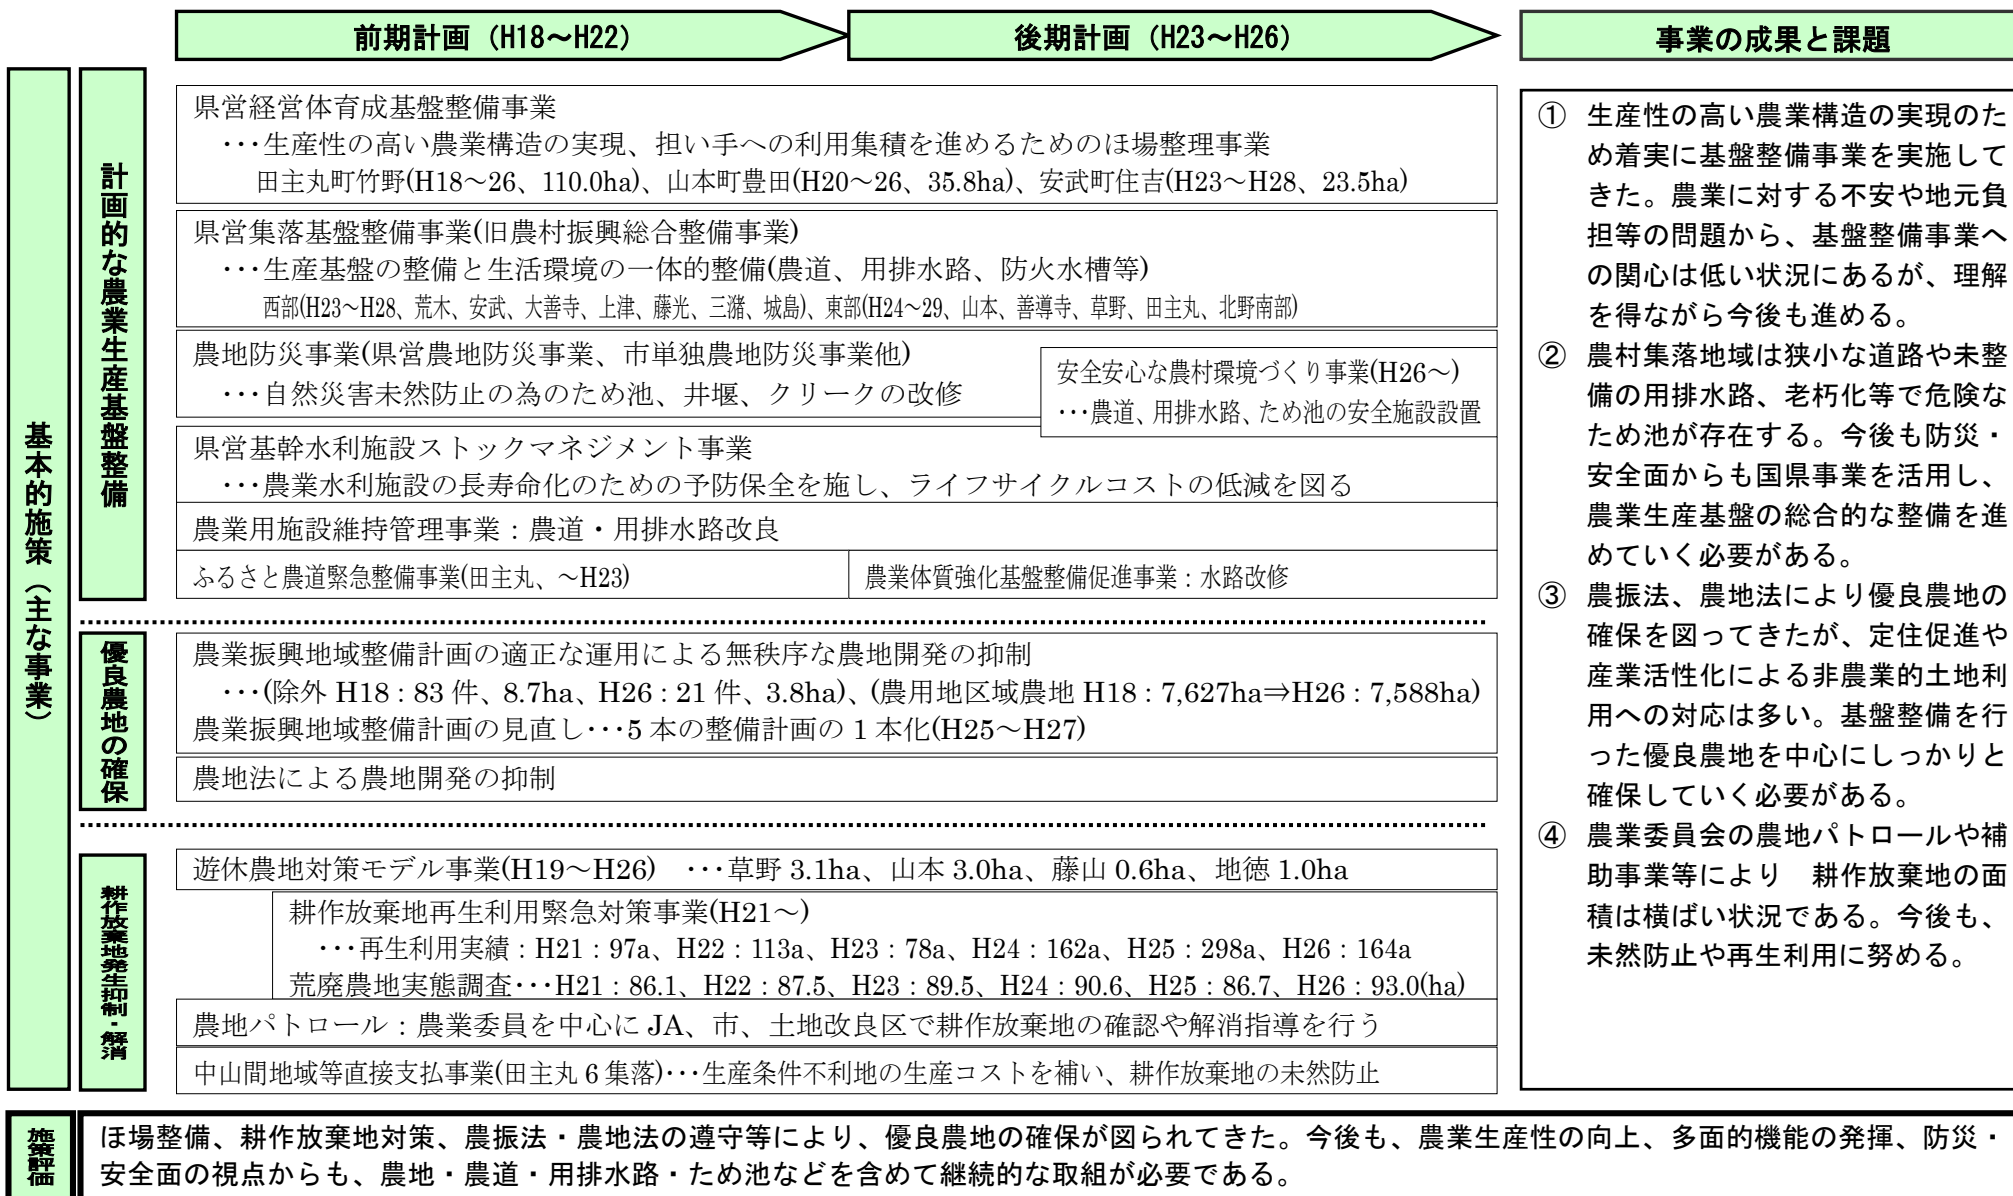 前期計画（H18～H22）
後期計画（H23～H26）
事業の成果と課題
基本的施策（主な事業）
計画的な農業生産基盤整備
県営経営体育成基盤整備事業
･･･生産性の高い農業構造の実現、担い手への利用集積を進めるためのほ場整理事業
田主丸町竹野(H18～26、110.0ha)、山本町豊田(H20～26、35.8ha)、安武町住吉(H23～H28、23.5ha)
県営集落基盤整備事業(旧農村振興総合整備事業)
･･･生産基盤の整備と生活環境の一体的整備(農道、用排水路、防火水槽等)
西部(H23～H28、荒木、安武、大善寺、上津、藤光、三潴、城島)、東部(H24～29、山本、善導寺、草野、田主丸、北野南部)
農地防災事業(県営農地防災事業、市単独農地防災事業他)
･･･自然災害未然防止の為のため池、井堰、クリークの改修
安全安心な農村環境づくり事業(H26～)
･･･農道、用排水路、ため池の安全施設設置
県営基幹水利施設ストックマネジメント事業
･･･農業水利施設の長寿命化のための予防保全を施し、ライフサイクルコストの低減を図る
農業用施設維持管理事業：農道・用排水路改良
ふるさと農道緊急整備事業(田主丸、～H23)
農業体質強化基盤整備促進事業：水路改修
優良農地の確保
農業振興地域整備計画の適正な運用による無秩序な農地開発の抑制
･･･(除外 H18：83 件、8.7ha、H26：21 件、3.8ha)、(農用地区域農地 H18：7,627ha⇒H26：7,588ha)
農業振興地域整備計画の見直し･･･5 本の整備計画の 1 本化(H25～H27)
農地法による農地開発の抑制
耕作放棄地発生抑制・解消
遊休農地対策モデル事業(H19～H26)　･･･草野 3.1ha、山本 3.0ha、藤山 0.6ha、地徳 1.0ha
耕作放棄地再生利用緊急対策事業(H21～)
･･･再生利用実績：H21：97a、H22：113a、H23：78a、H24：162a、H25：298a、H26：164a
荒廃農地実態調査･･･H21：86.1、H22：87.5、H23：89.5、H24：90.6、H25：86.7、H26：93.0(ha)
農地パトロール：農業委員を中心に JA、市、土地改良区で耕作放棄地の確認や解消指導を行う
中山間地域等直接支払事業(田主丸 6 集落)･･･生産条件不利地の生産コストを補い、耕作放棄地の未然防止
① 生産性の高い農業構造の実現のた
め着実に基盤整備事業を実施して
きた。農業に対する不安や地元負
担等の問題から、基盤整備事業へ
の関心は低い状況にあるが、理解
を得ながら今後も進める。
② 農村集落地域は狭小な道路や未整
備の用排水路、老朽化等で危険な
ため池が存在する。今後も防災・
安全面からも国県事業を活用し、
農業生産基盤の総合的な整備を進
めていく必要がある。
③ 農振法、農地法により優良農地の
確保を図ってきたが、定住促進や
産業活性化による非農業的土地利
用への対応は多い。基盤整備を行
った優良農地を中心にしっかりと
確保していく必要がある。
④ 農業委員会の農地パトロールや補
助事業等により　耕作放棄地の面
積は横ばい状況である。今後も、
未然防止や再生利用に努める。
施策評価
ほ場整備、耕作放棄地対策、農振法・農地法の遵守等により、優良農地の確保が図られてきた。今後も、農業生産性の向上、多面的機能の発揮、防災・
安全面の視点からも、農地・農道・用排水路・ため池などを含めて継続的な取組が必要である。